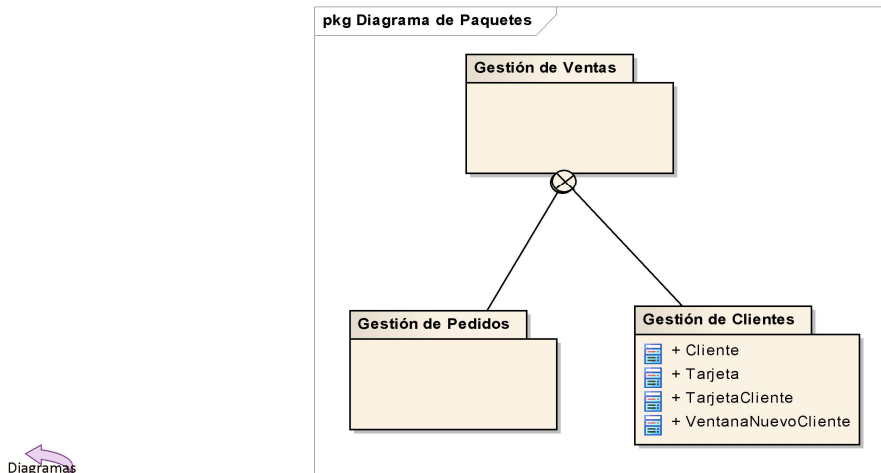 pkg Diagrama de Paquetes
Gestión de Ventas
Gestión de Pedidos
Gestión de Clientes
+ Cliente
+ Tarjeta
+ TarjetaCliente
+ VentanaNuevoCliente
Diagramas